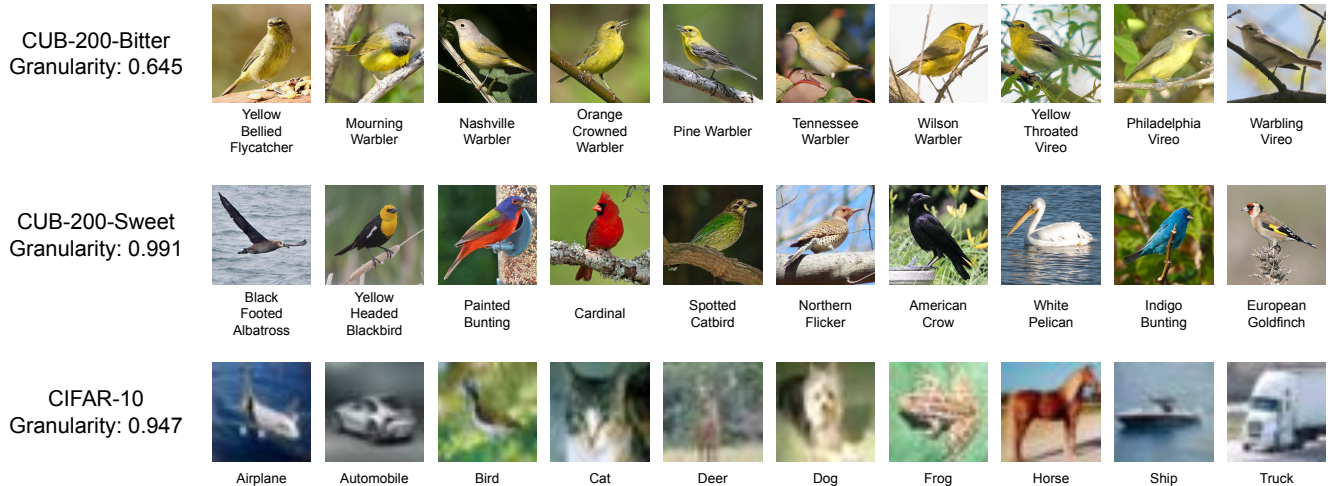 CUB-200-Bitter
Granularity: 0.645
Yellow
Bellied
Flycatcher
Mourning
Warbler
Nashville
Warbler
Orange
Crowned
Warbler
Pine Warbler
Tennessee
Warbler
Wilson
Warbler
Yellow
Throated
Vireo
Philadelphia
Vireo
Warbling
Vireo
CUB-200-Sweet
Granularity: 0.991
Black
Footed
Albatross
Yellow
Headed
Blackbird
Painted
Bunting
Cardinal
Spotted
Catbird
Northern
Flicker
American
Crow
White
Pelican
Indigo
Bunting
European
Goldfinch
CIFAR-10
Granularity: 0.947
Airplane
Automobile
Bird
Cat
Deer
Dog
Frog
Horse
Ship
Truck